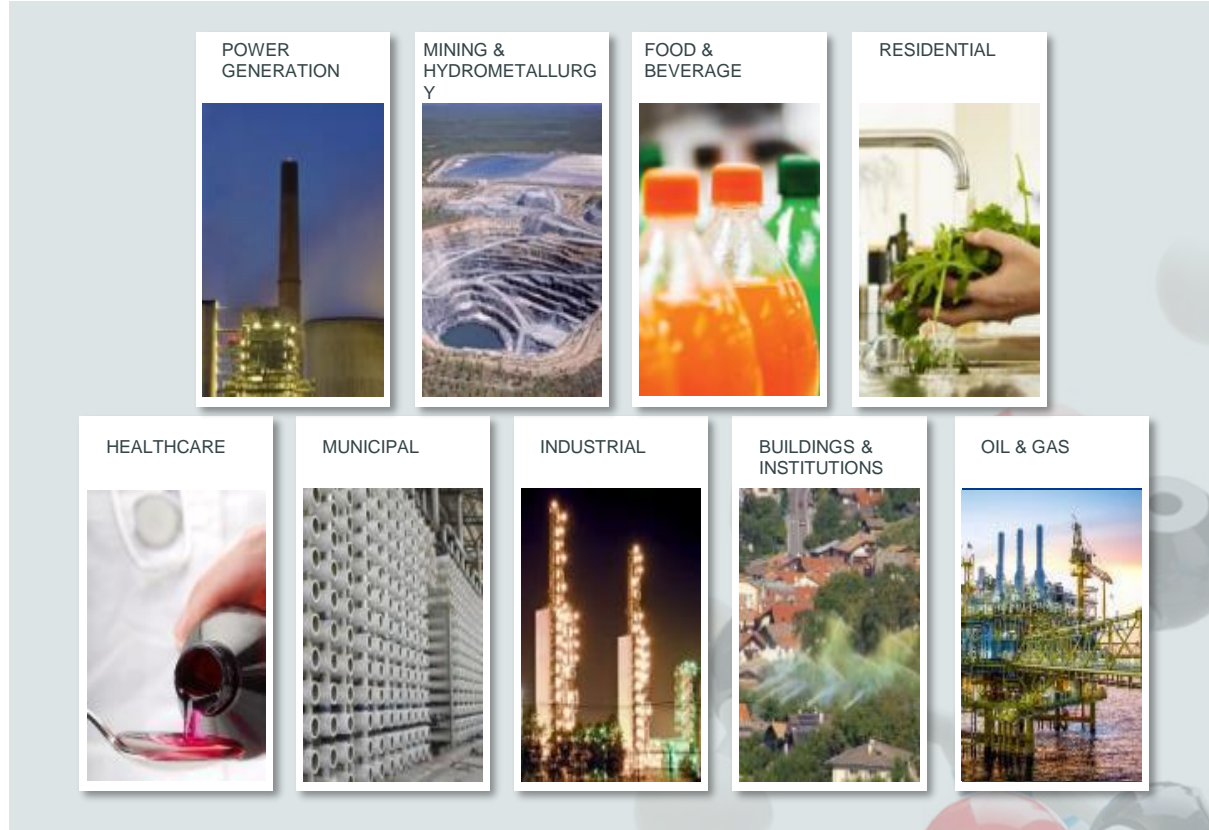 POWER
GENERATION
MINING &
HYDROMETALLURG
Y
FOOD &
BEVERAGE
RESIDENTIAL
HEALTHCARE
MUNICIPAL
INDUSTRIAL
BUILDINGS &
INSTITUTIONS
OIL & GAS